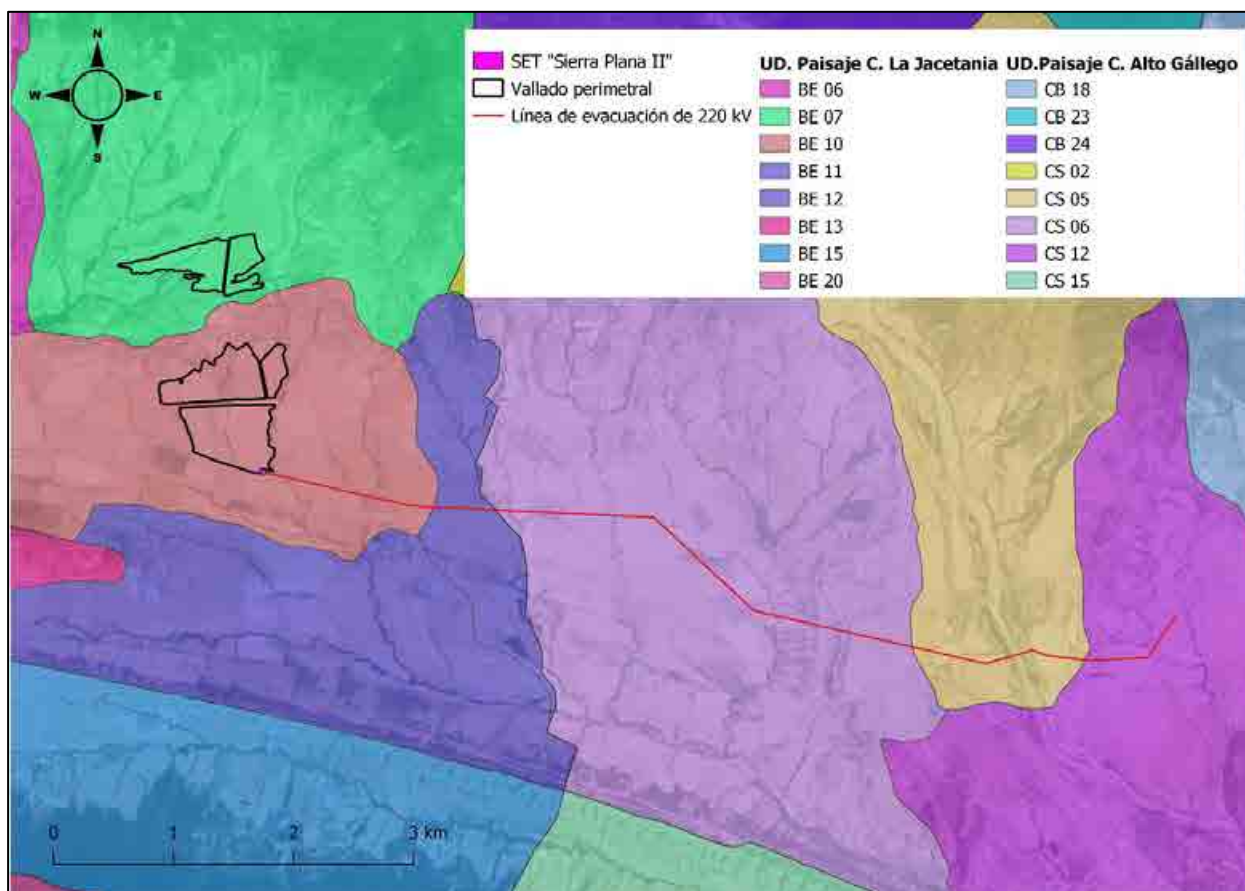 N
W E
S
SET "Sierra Plana II"
Vallado perimetral
Línea de evacuación de 220 kV
UD. Paisaje C. La Jacetania
BE 06
BE 07
BE 10
BE 11
BE 12
BE 13
BE 15
BE 20
UD.Paisaje C. Alto Gállego
CB 18
CB 23
CB 24
CS 02
CS 05
CS 06
CS 12
CS 15
0 1 2 3 km